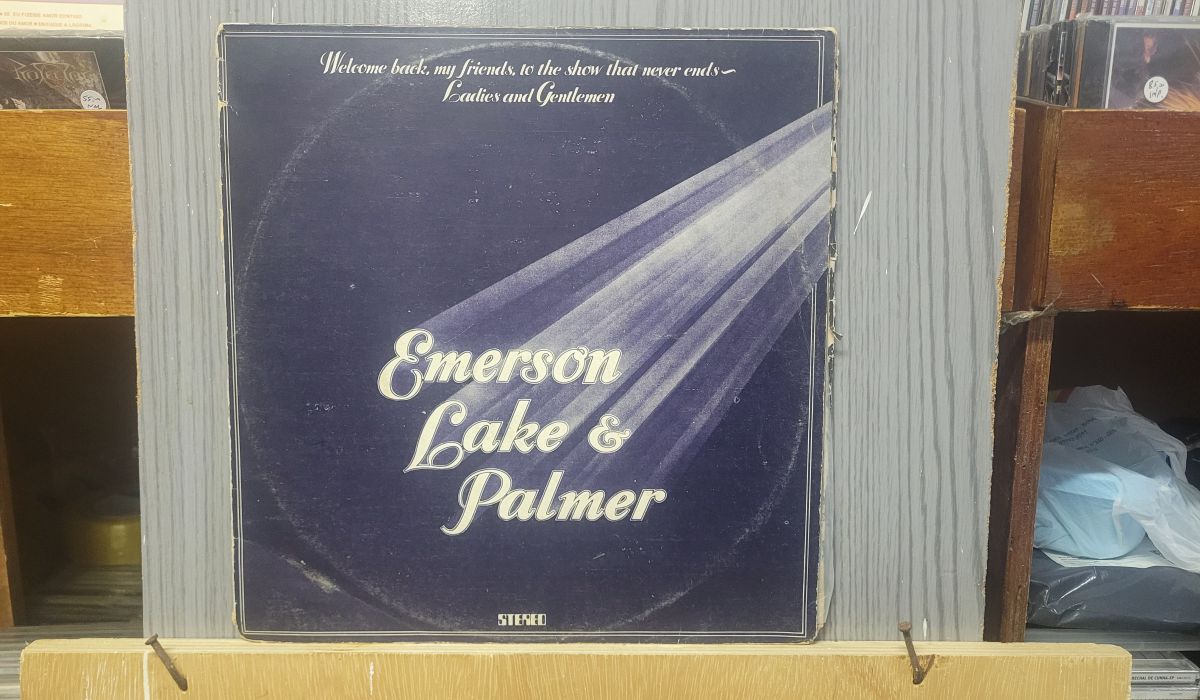 Welcome back, my friends, to the show that never ends~
Ladies and Gentlemen
Emerson
Lake &
Palmer
STEREO